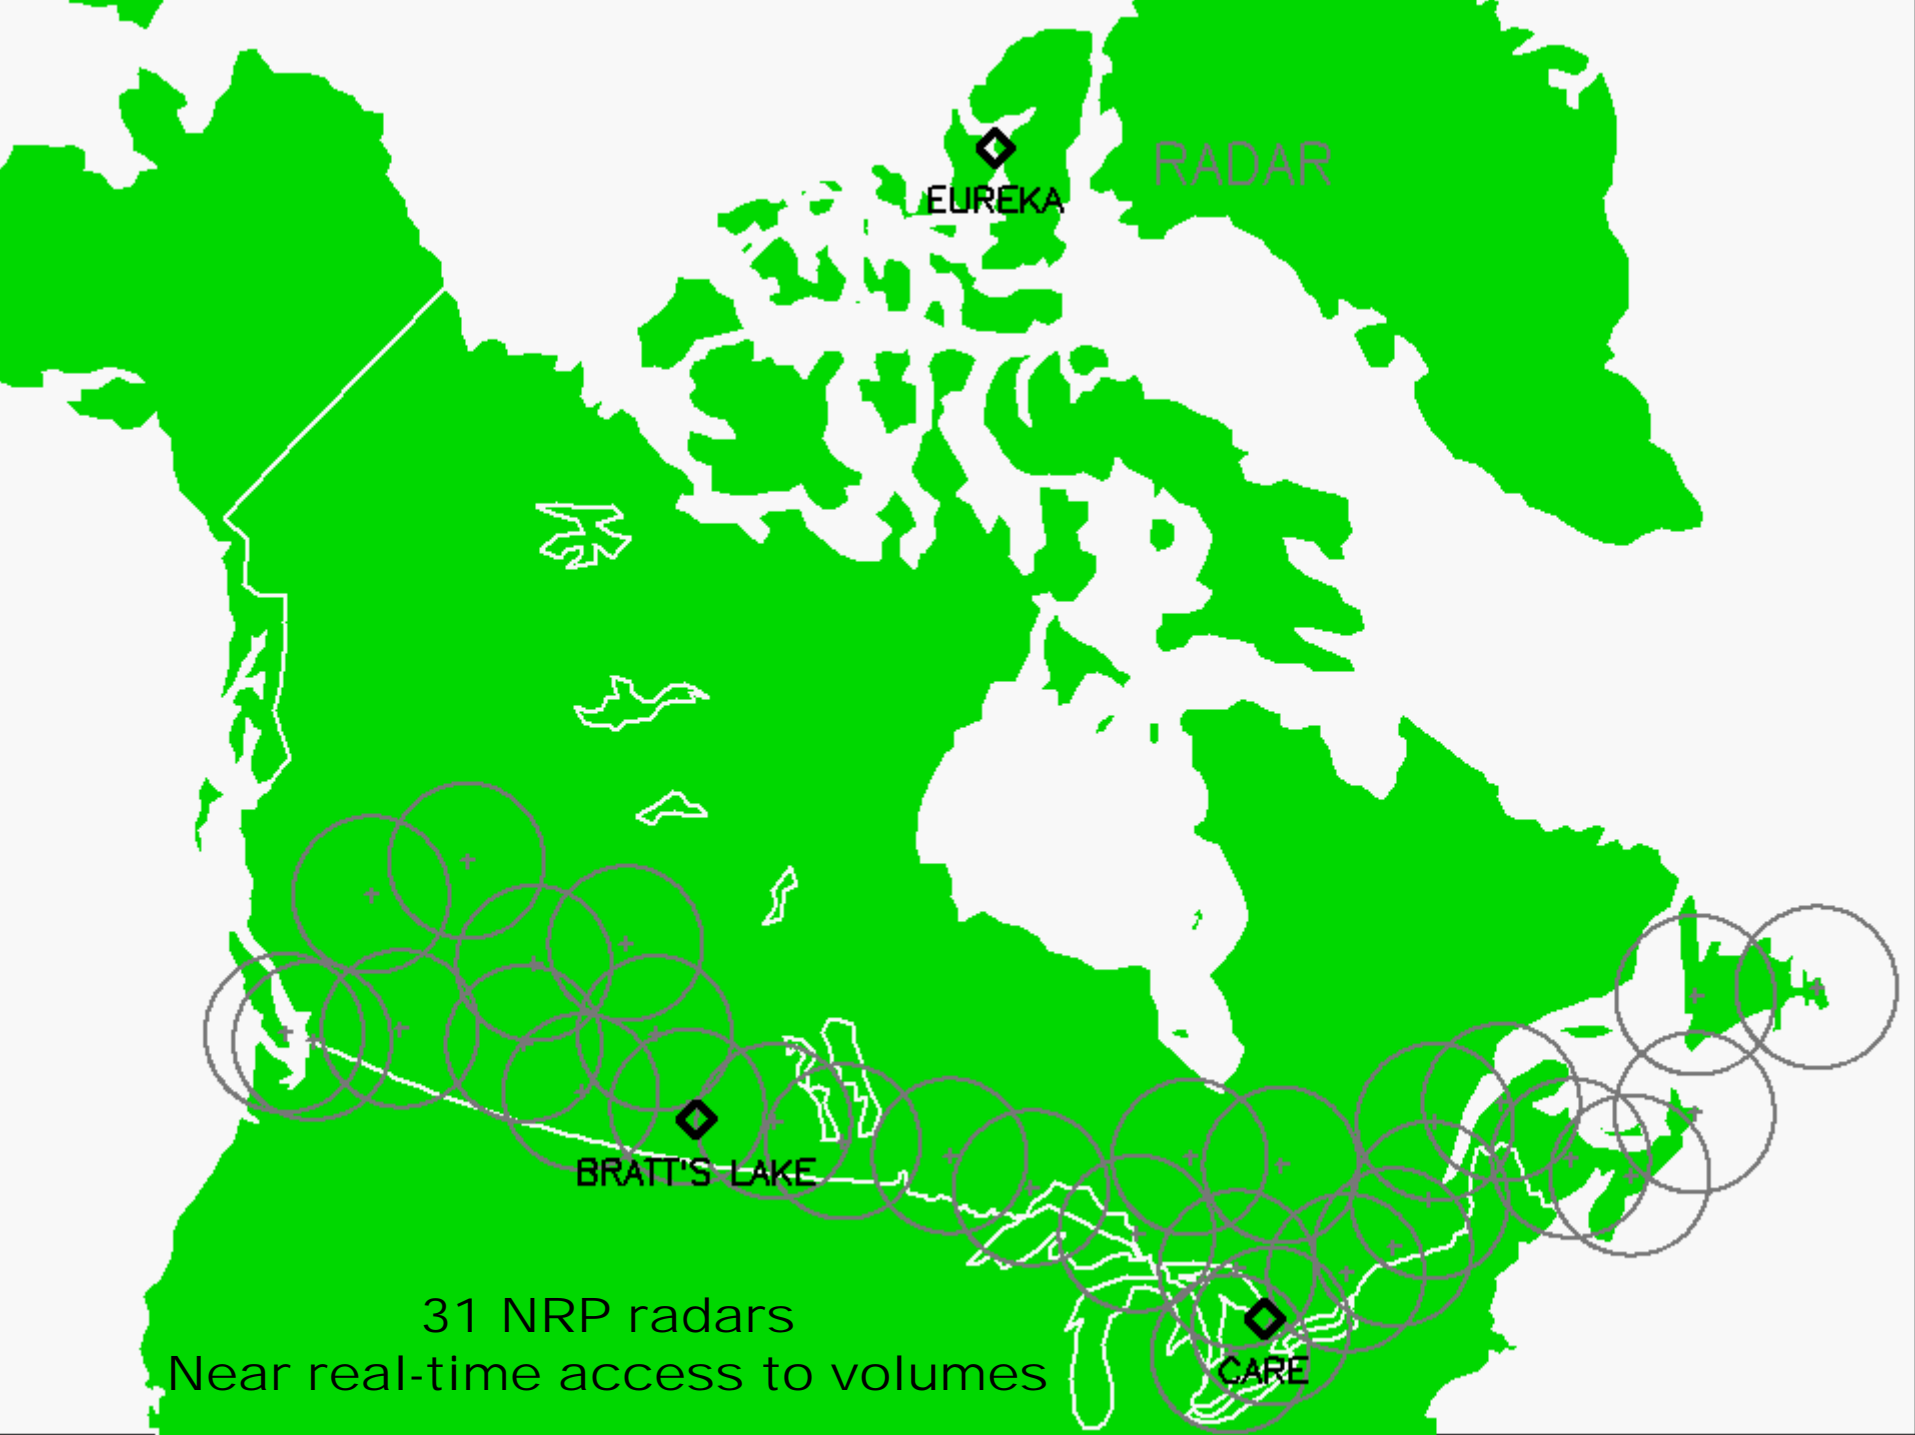 RADAR
EUREKA
BRATT'S LAKE
31 NRP radars
Near real-time access to volumes
CARE